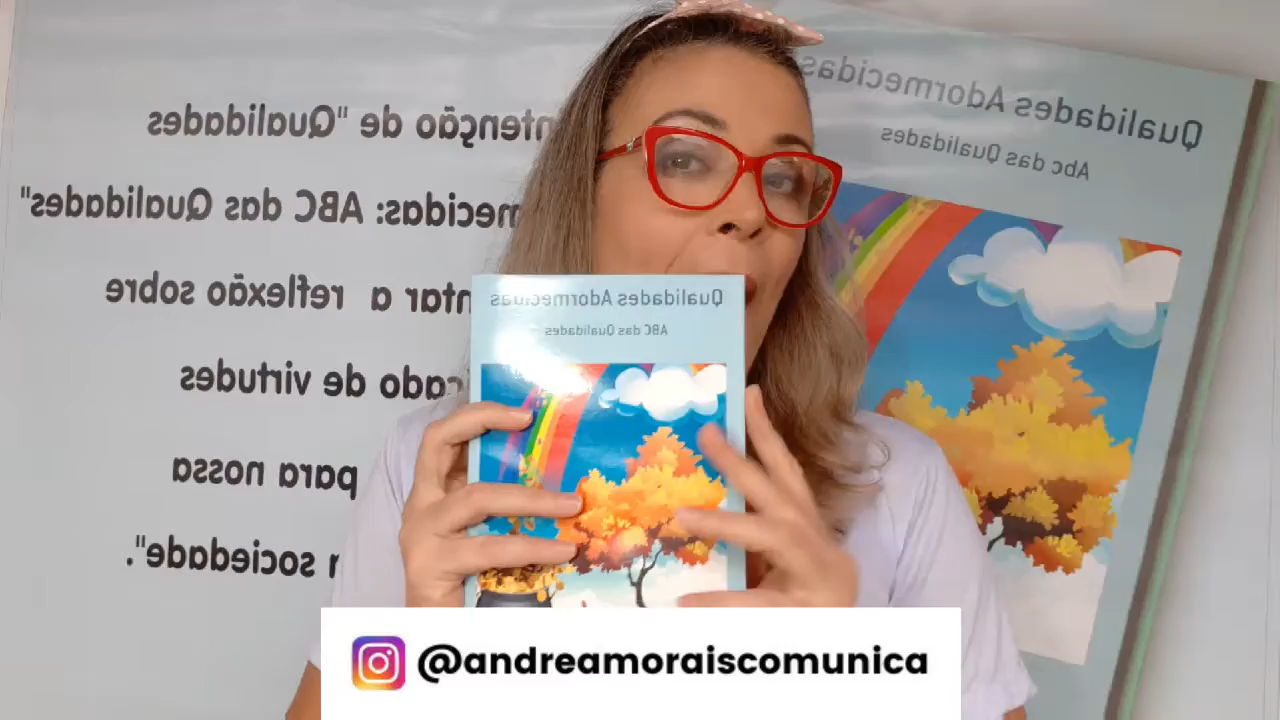 ntenção de "Qualidades
mecidas: ABC das Qualidades"
ntar a reflexão sobre
cado de virtudes
para nossa
sociedade".
Qualidades Adormecidas
Abc das Qualidades
Qualidades Adormecidas
ABC das Qualidades
@andreamoraiscomunica